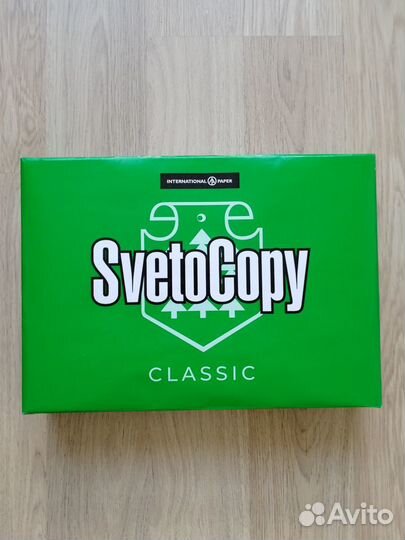 INTERNATIONAL PAPER
SvetoCopy
CLASSIC
Avito